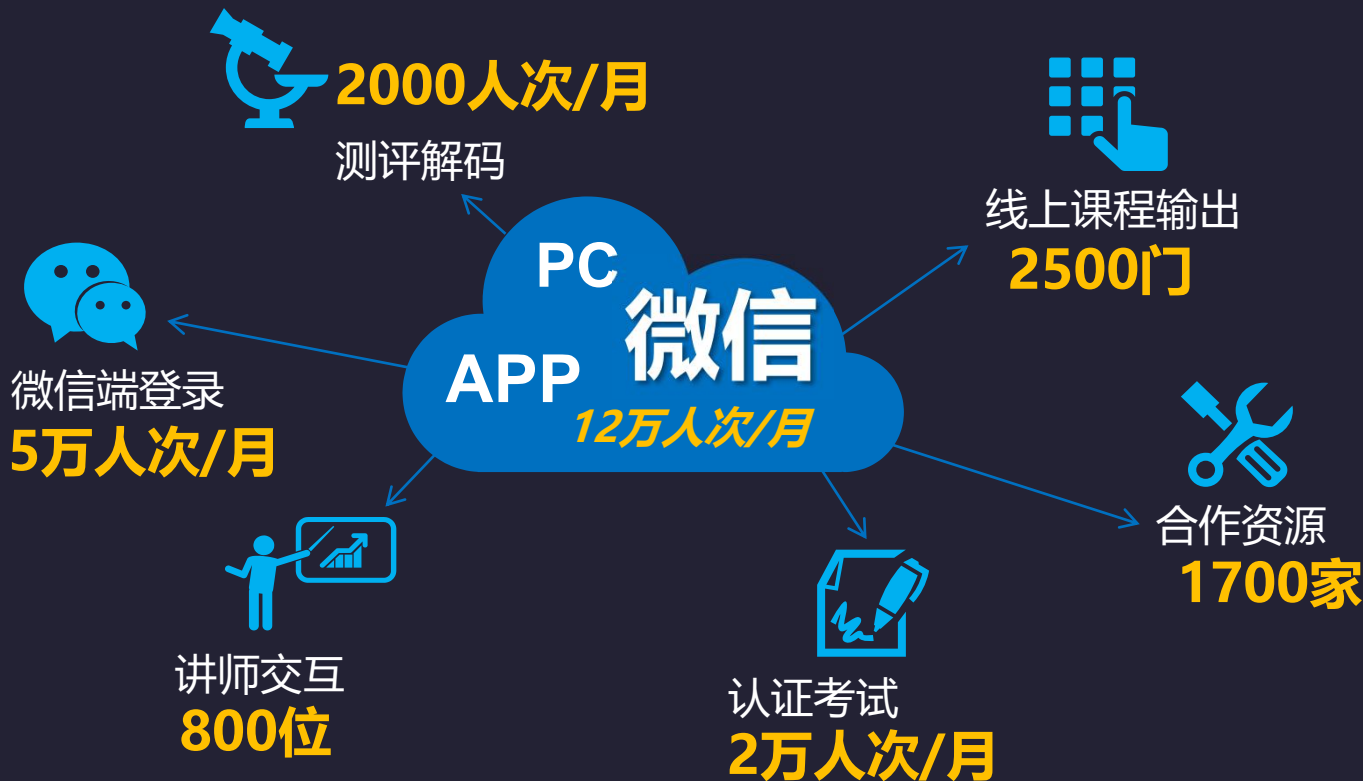 2000人次/月
测评解码
线上课程输出
2500门
PC
微信
APP
12万人次/月
微信端登录
5万人次/月
合作资源
1700家
讲师交互
800位
认证考试
2万人次/月